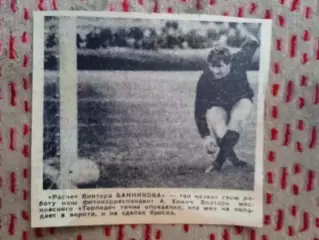 «Расчет Виктора БАННИКОВА» — так назвал свою ра-
боту наш фотокорреспондент А. Хомич. Вратарь мос-
ковского «Торпедо» точно определил, что мяч не попа-
дает в ворота, и не сделал броска.